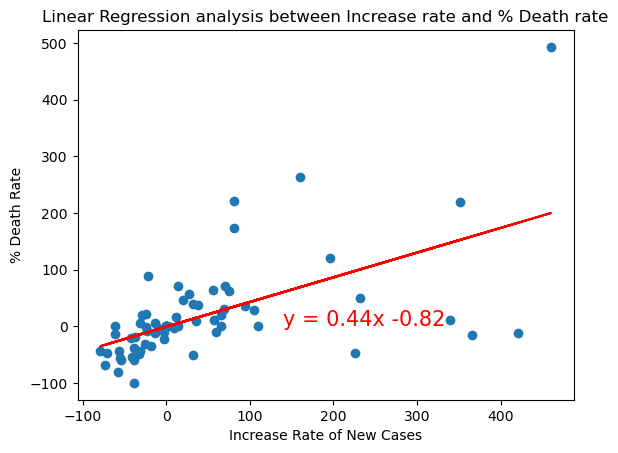 Linear Regression analysis between Increase rate and % Death rate
500
400
300
200
100
0
−100
% Death Rate
y = 0.44x -0.82
−100 0 100 200 300 400
Increase Rate of New Cases